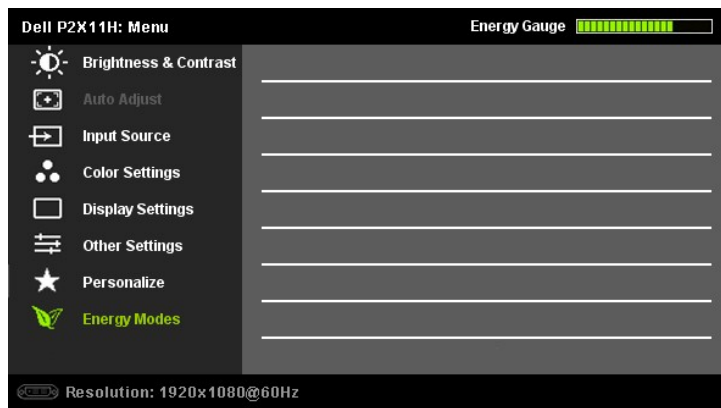 Dell P2X11H: Menu Energy Gauge
Brightness & Contrast
Auto Adjust
Input Source
Color Settings
Display Settings
Other Settings
Personalize
Energy Modes
Resolution: 1920x1080@60Hz